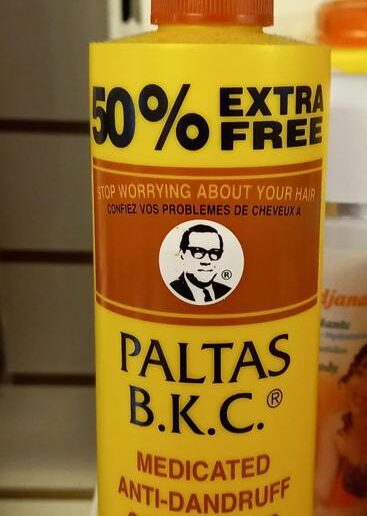 50% EXTRA FREE
STOP WORRYING ABOUT YOUR HAIR
CONFIEZ VOS PROBLEMES DE CHEVEUX A
®
PALTAS
B.K.C.®
MEDICATED
ANTI-DANDRUFF